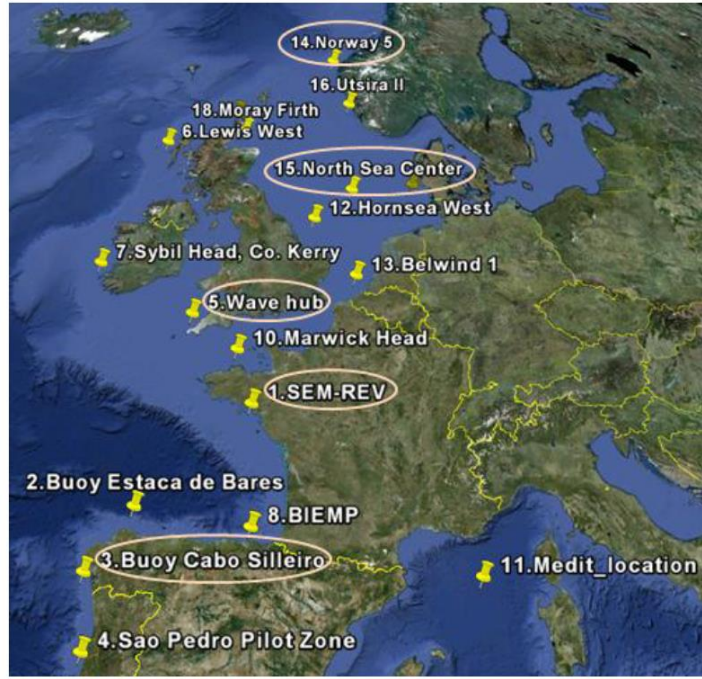 14.Norway 5
16.Utsira II
18.Moray Firth
6.Lewis West
15.North Sea Center
12.Hornsea West
7.Sybil Head, Co. Kerry
13.Belwind 1
5.Wave hub
10.Marwick Head
1.SEM-REV
2.Buoy Estaca de Bares
8.BIEMP
3.Buoy Cabo Silleiro
11.Medit_location
4.Sao Pedro Pilot Zone